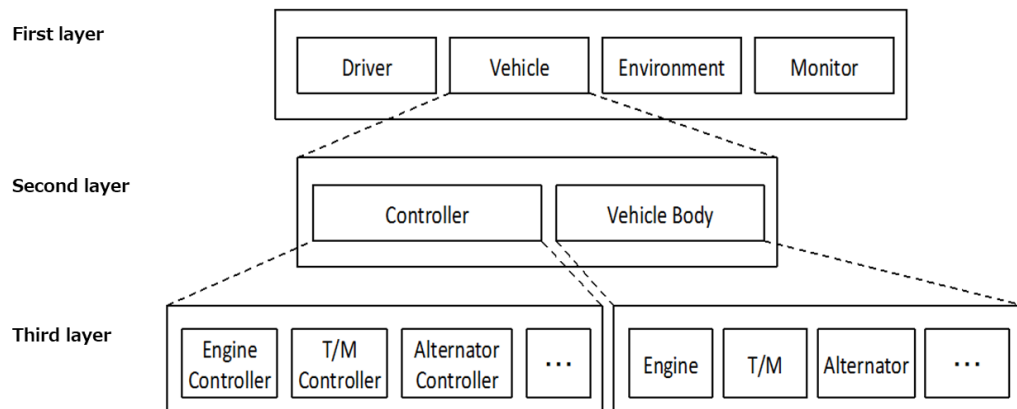 First layer
Driver
Vehicle
Environment
Monitor
Second layer
Controller
Vehicle Body
Third layer
Engine
Controller
T/M
Controller
Alternator
Controller
...
Engine
T/M
Alternator
...